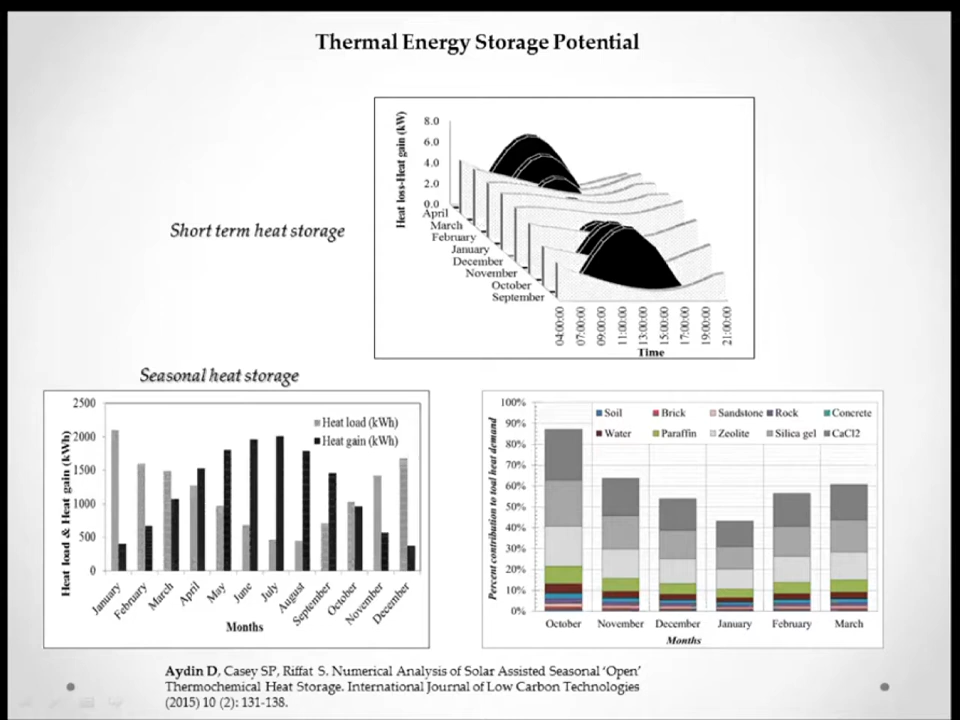 Thermal Energy Storage Potential
Heat loss-Heat gain (kW)
8.0
6.0
4.0
2.0
0.0
April
March
February
January
December
November
October
September
04:00:00
07:00:00
09:00:00
11:00:00
13:00:00
15:00:00
17:00:00
19:00:00
21:00:00
Time
Short term heat storage
Seasonal heat storage
Heat load & Heat gain (kWh)
2500
2000
1500
1000
500
0
Heat load (kWh)
Heat gain (kWh)
January
February
March
April
May
June
July
August
September
October
November
December
Months
Percent contribution to toal heat demand
100%
90%
80%
70%
60%
50%
40%
30%
20%
10%
0%
Soil Brick Sandstone Rock Concrete
Water Paraffin Zeolite Silica gel CaCl2
October November December January February March
Months
Aydin D, Casey SP, Riffat S. Numerical Analysis of Solar Assisted Seasonal ‘Open’
Thermochemical Heat Storage. International Journal of Low Carbon Technologies
(2015) 10 (2): 131-138.